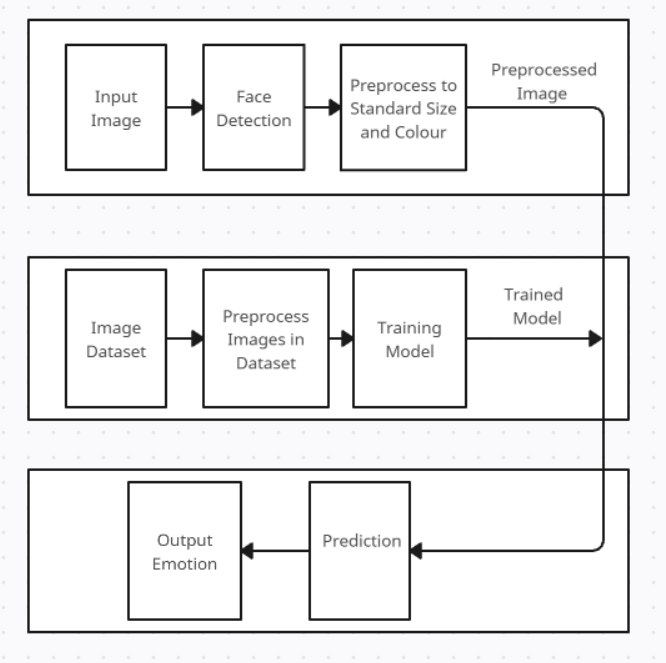 Input
Image
Face
Detection
Preprocess to
Standard Size
and Colour
Preprocessed
Image
Image
Dataset
Preprocess
Images in
Dataset
Training
Model
Trained
Model
Output
Emotion
Prediction